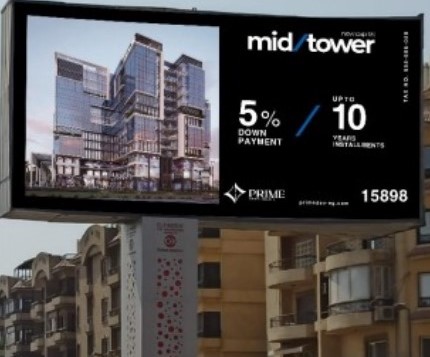 new capital
mid/tower
5%
DOWN
PAYMENT
UP TO
10
YEARS
INSTALLMENTS
PRIME
15898